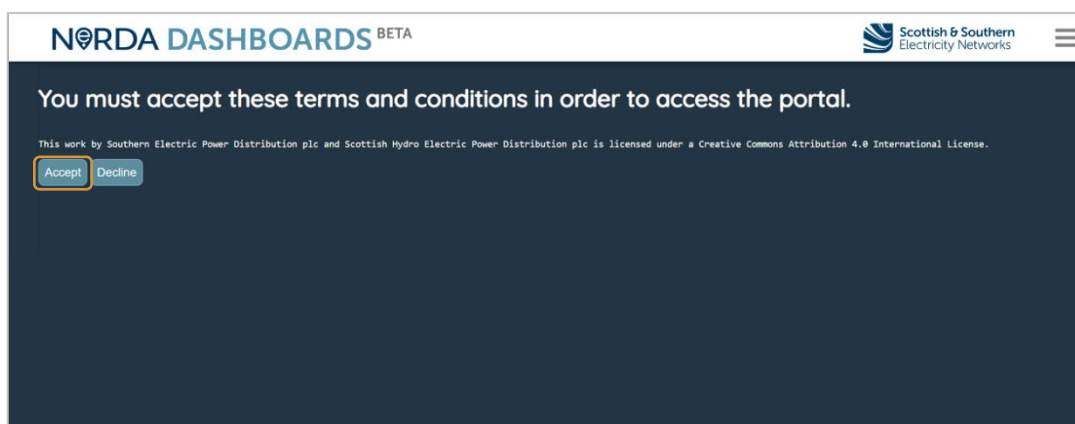 NERDA DASHBOARDS BETA
Scottish & Southern
Electricity Networks
You must accept these terms and conditions in order to access the portal.
This work by Southern Electric Power Distribution plc and Scottish Hydro Electric Power Distribution plc is licensed under a Creative Commons Attribution 4.0 International License.
Accept Decline